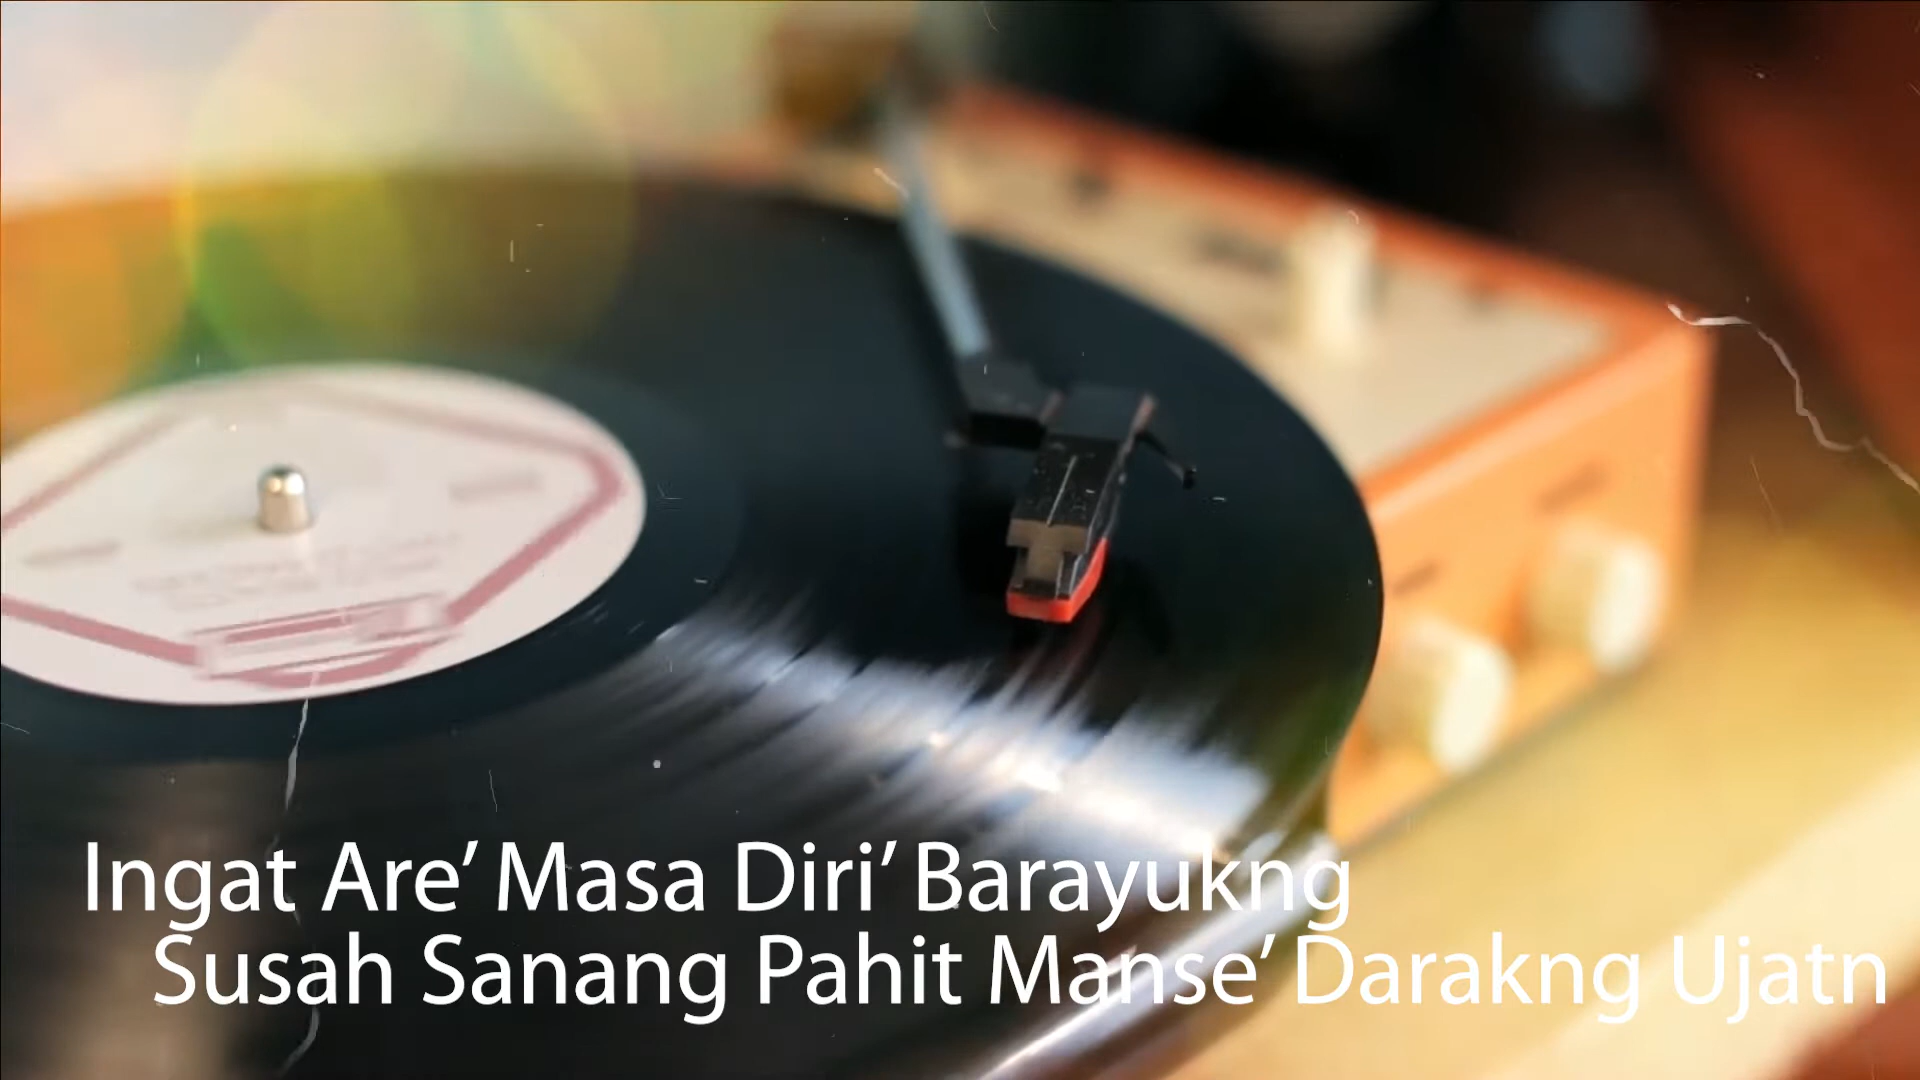 Ingat Are’ Masa Diri’ Barayukng
Susah Sanang Pahit Manse’ Darakng Ujatn